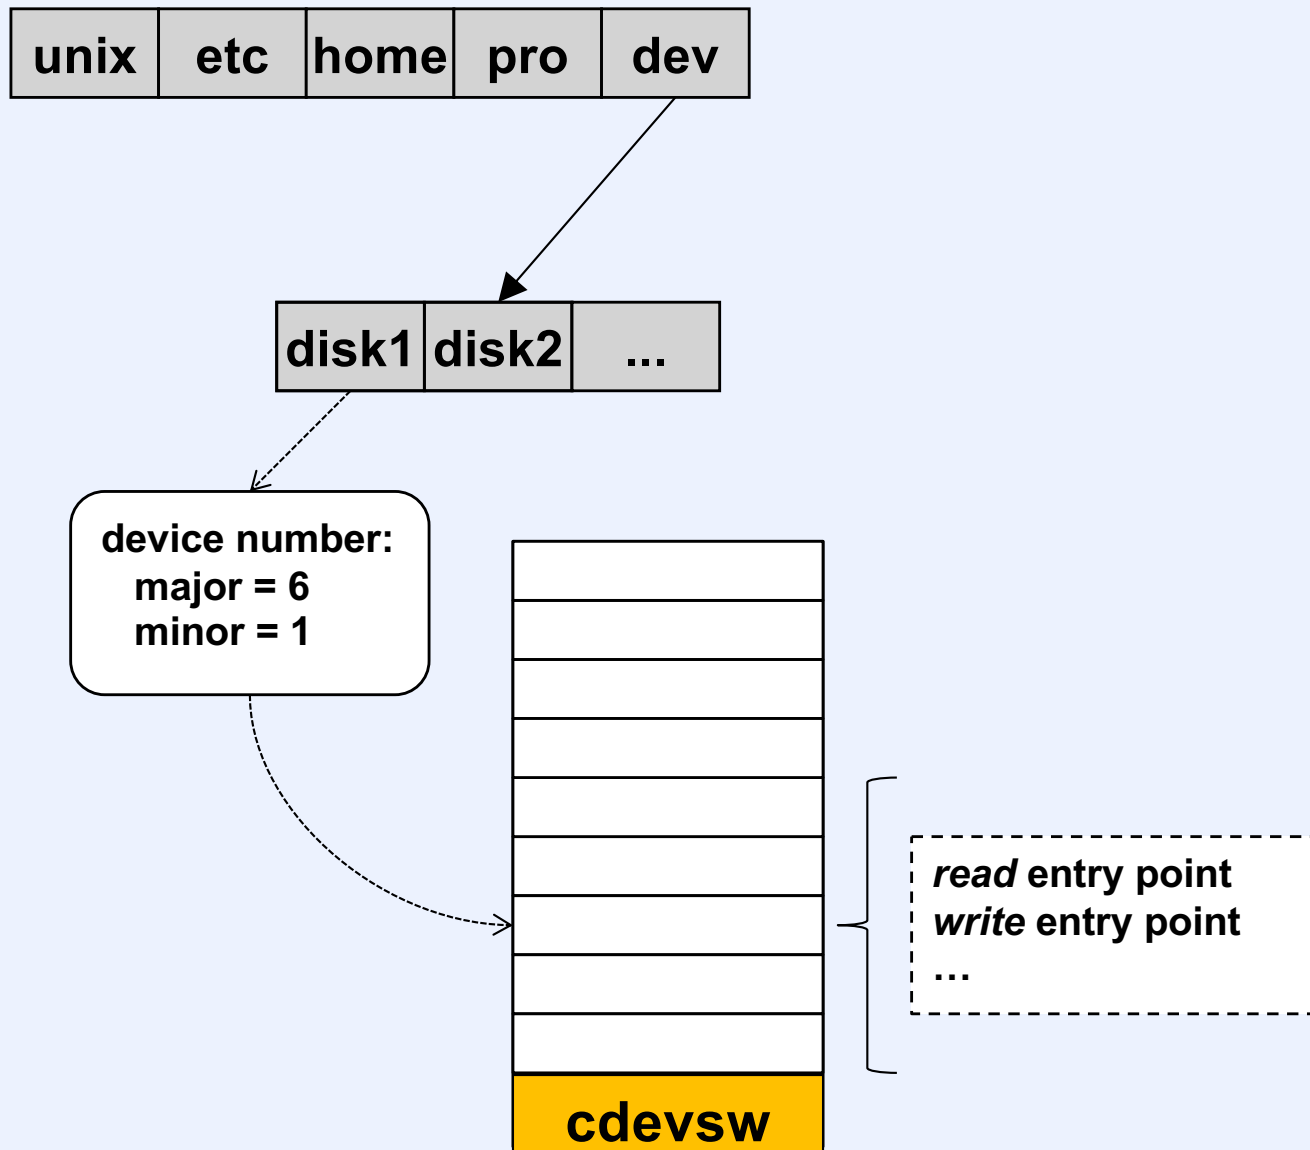 unix etc home pro dev
disk1 disk2 ...
device number:
major = 6
minor = 1
read entry point
write entry point
…
cdevsw